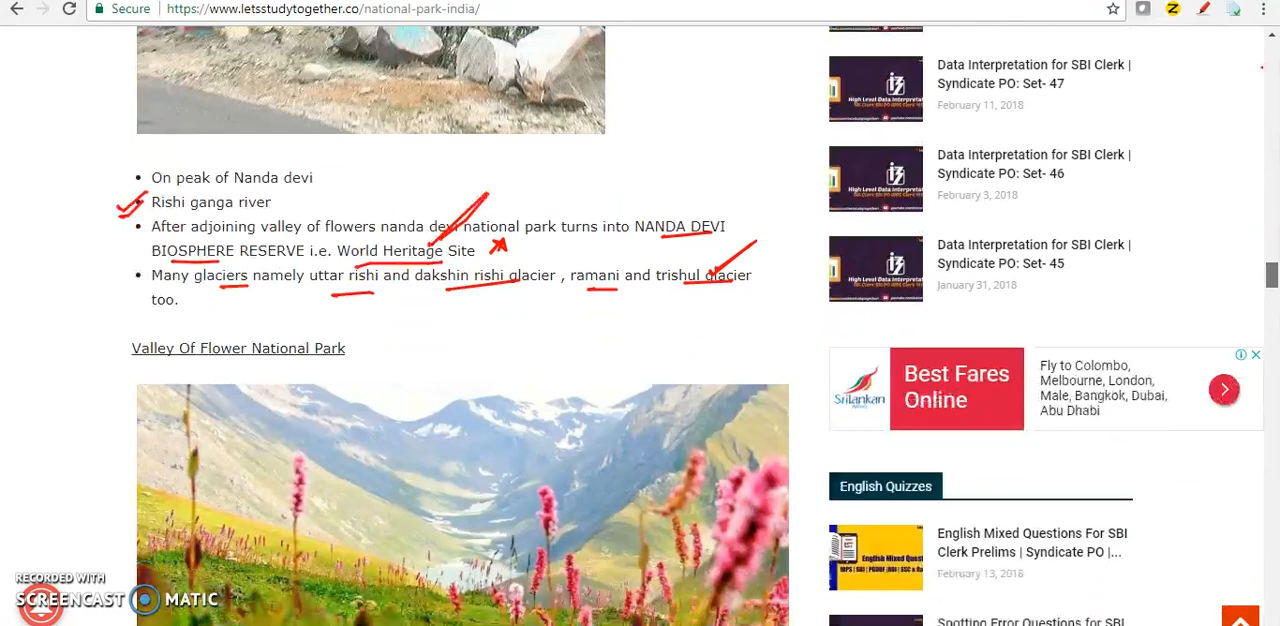 Secure
https://www.letsstudytogether.co/national-park-india/
On peak of Nanda devi
Rishi ganga river
After adjoining valley of flowers nanda devi national park turns into NANDA DEVI
BIOSPHERE RESERVE i.e. World Heritage Site
Many glaciers namely uttar rishi and dakshin rishi glacier , ramani and trishul glacier
too.
Valley Of Flower National Park
RECORDED WITH
SCREENCAST MATIC
Data Interpretation for SBI Clerk |
Syndicate PO: Set- 47
February 11, 2018
Data Interpretation for SBI Clerk |
Syndicate PO: Set- 46
February 3, 2018
Data Interpretation for SBI Clerk |
Syndicate PO: Set- 45
January 31, 2018
SriLankan
Best Fares
Online
Fly to Colombo,
Melbourne, London,
Male, Bangkok, Dubai,
Abu Dhabi
English Quizzes
English Mixed Questions For SBI
Clerk Prelims | Syndicate PO |...
February 13, 2018
Spotting Error Questions for SBI